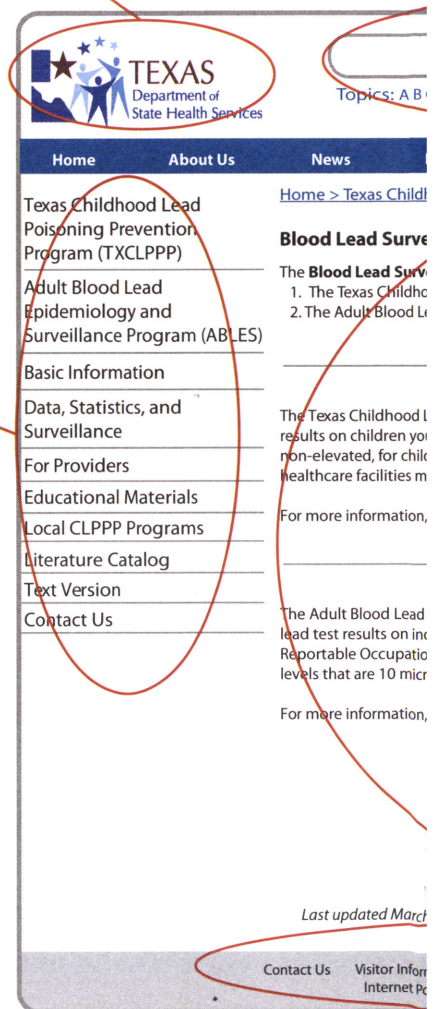 TEXAS
Department of
State Health Services
Topics: A B
Home About Us News
Texas Childhood Lead
Poisoning Prevention
Program (TXCLPPP)
Adult Blood Lead
Epidemiology and
Surveillance Program (ABLES)
Basic Information
Data, Statistics, and
Surveillance
For Providers
Educational Materials
Local CLPPP Programs
Literature Catalog
Text Version
Contact Us
Home > Texas Child
Blood Lead Surve
The Blood Lead Surve
1. The Texas Childho
2. The Adult Blood Le
The Texas Childhood L
results on children you
non-elevated, for child
healthcare facilities m
For more information,
The Adult Blood Lead
lead test results on ind
Reportable Occupatio
levels that are 10 micr
For more information,
Last updated March
Contact Us Visitor Inform
Internet Po